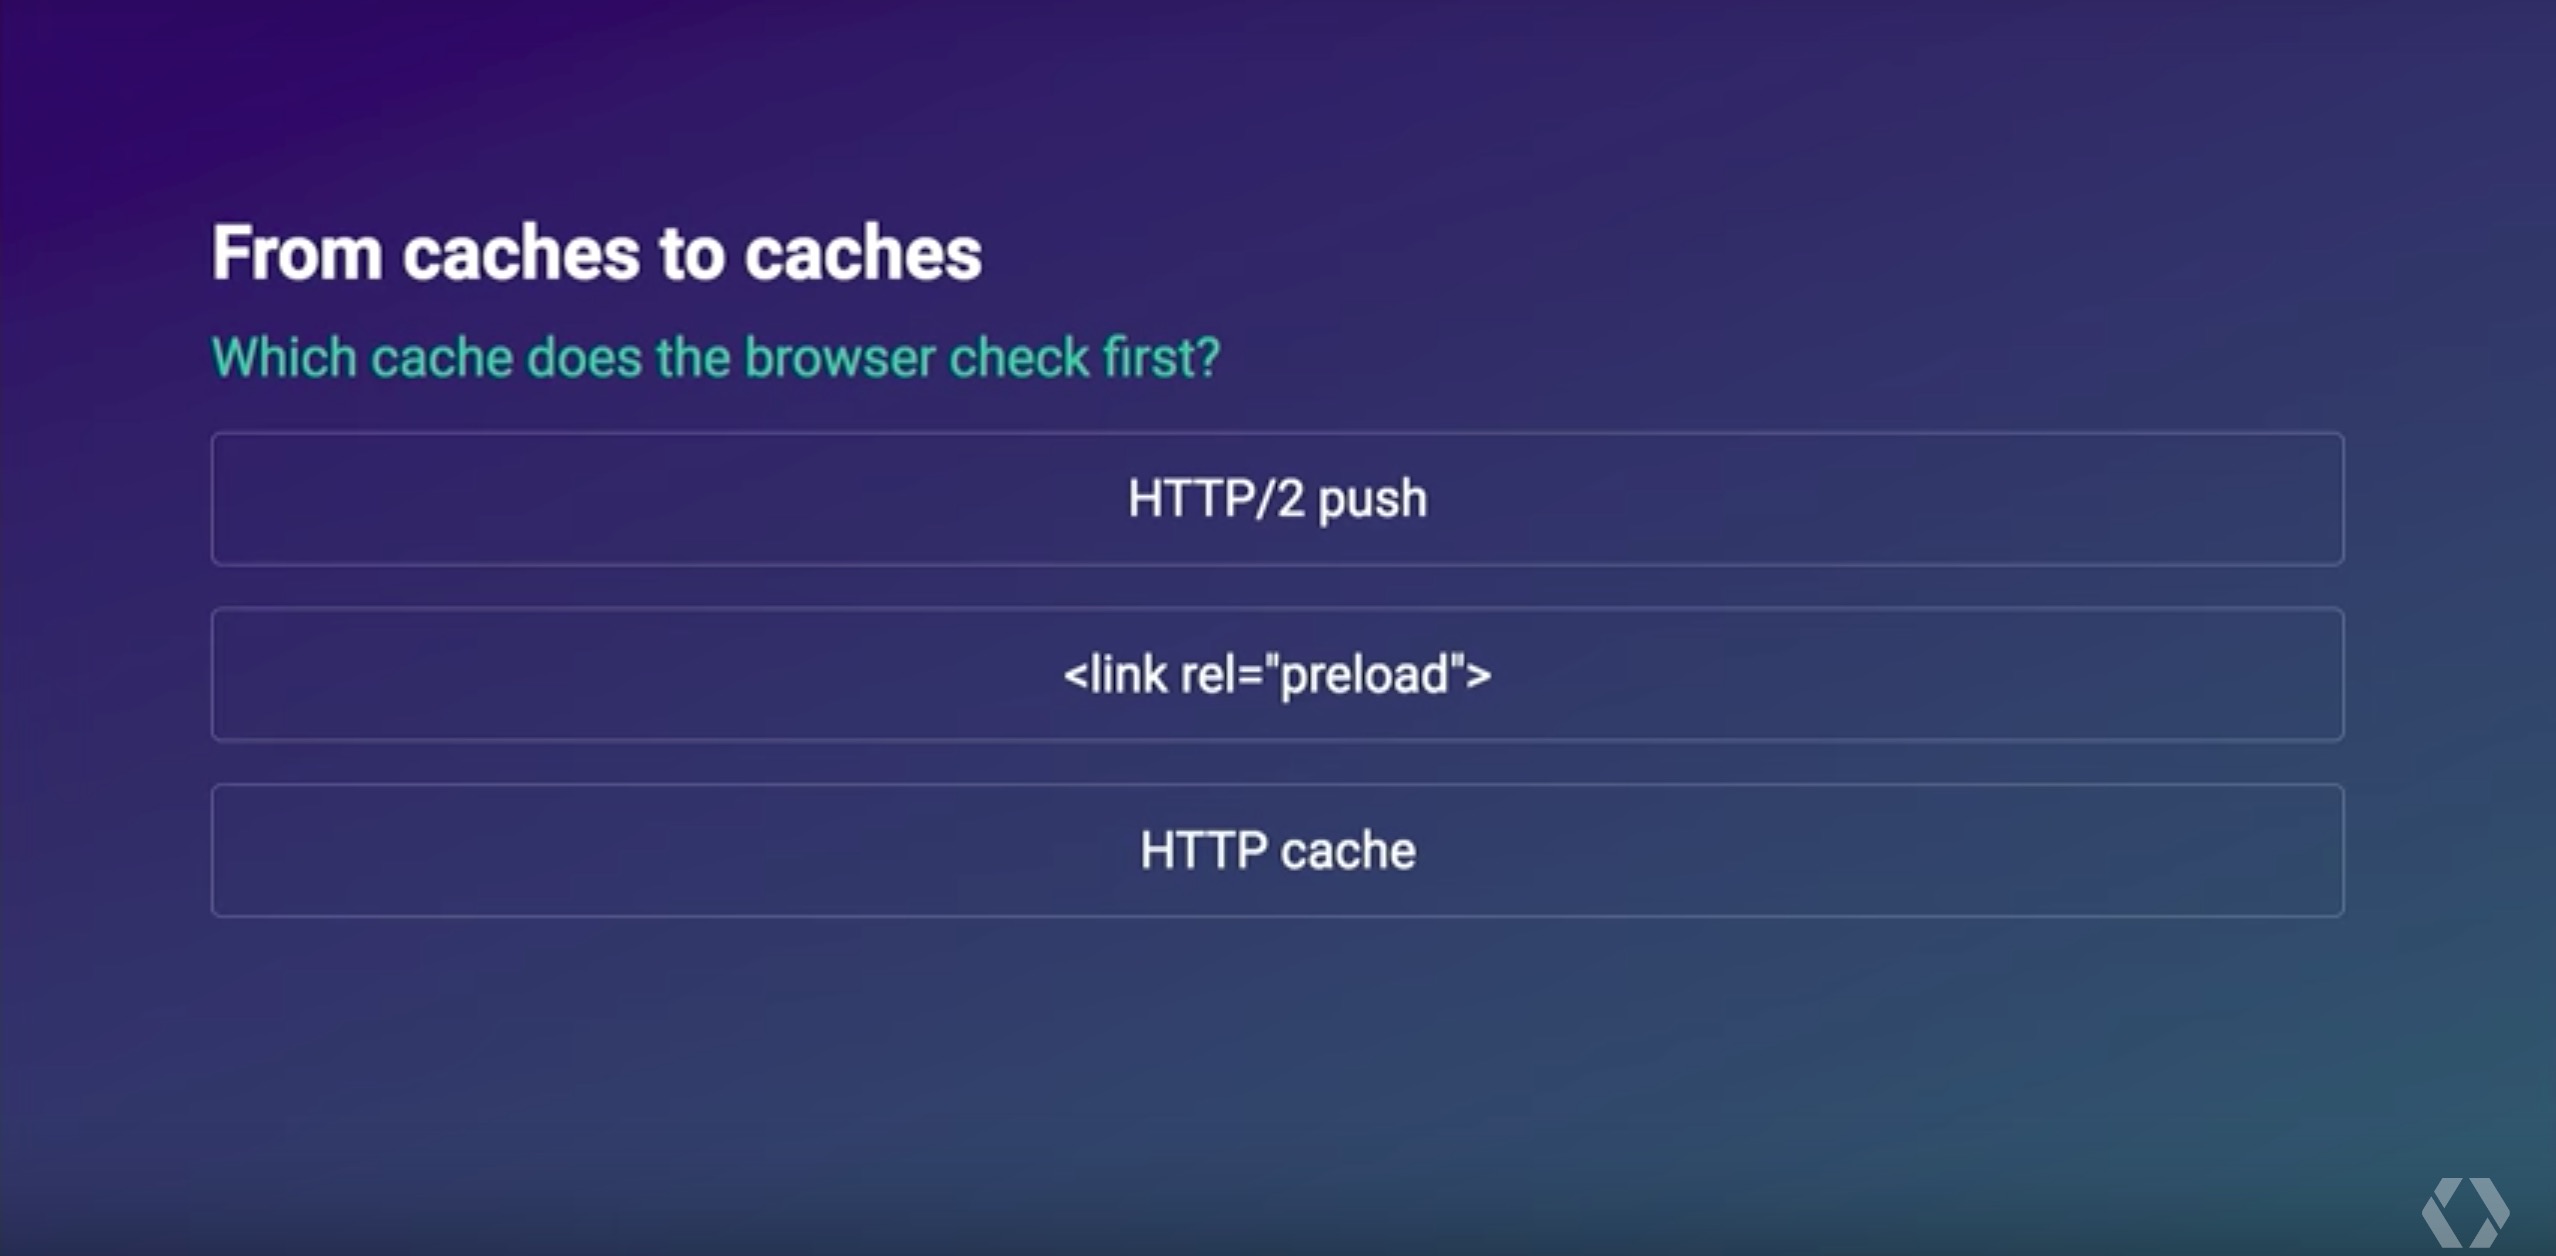 From caches to caches
Which cache does the browser check first?
HTTP/2 push
<link rel="preload">
HTTP cache